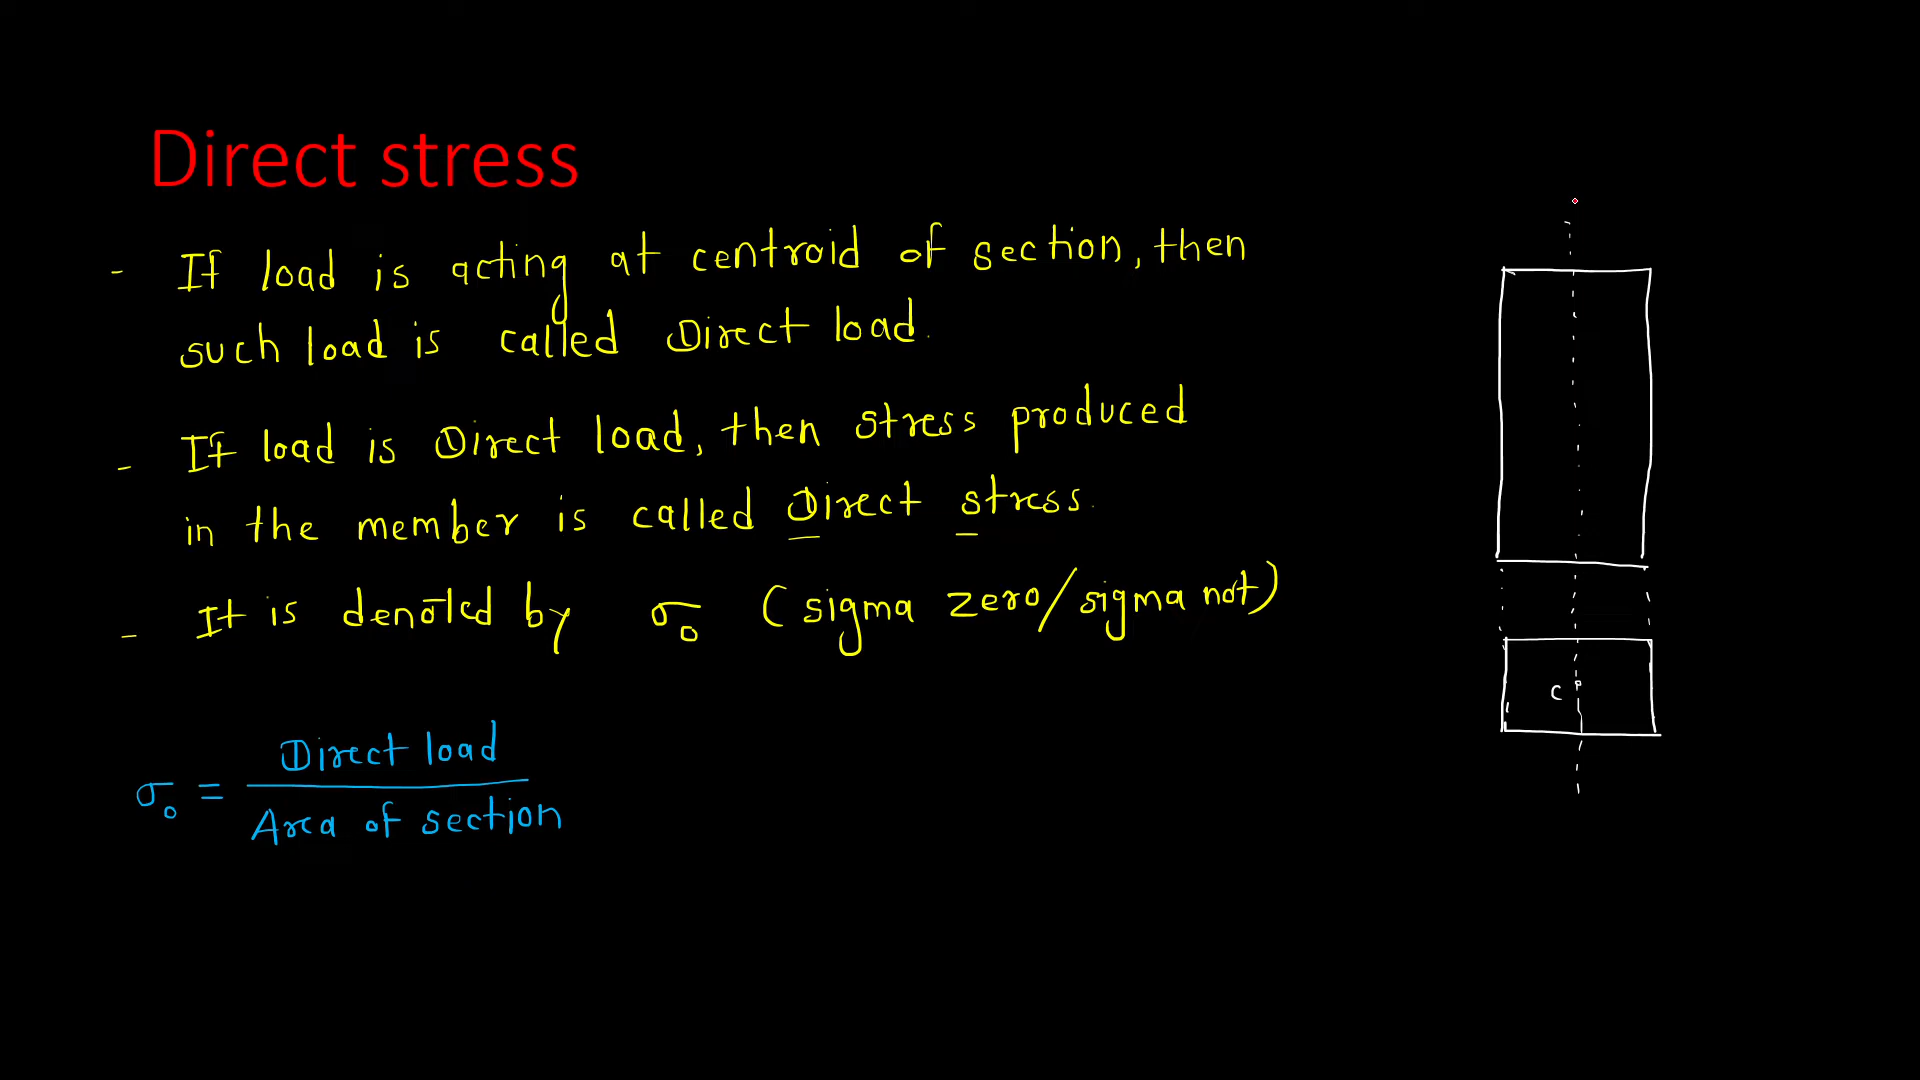 Direct stress
- If load is acting at centroid of section, then
such load is called Direct load.
- If load is Direct load, then stress produced
in the member is called Direct stress.
- It is denoted by σ₀ (sigma zero/sigma not)
σ₀ = Direct load
Area of section
C